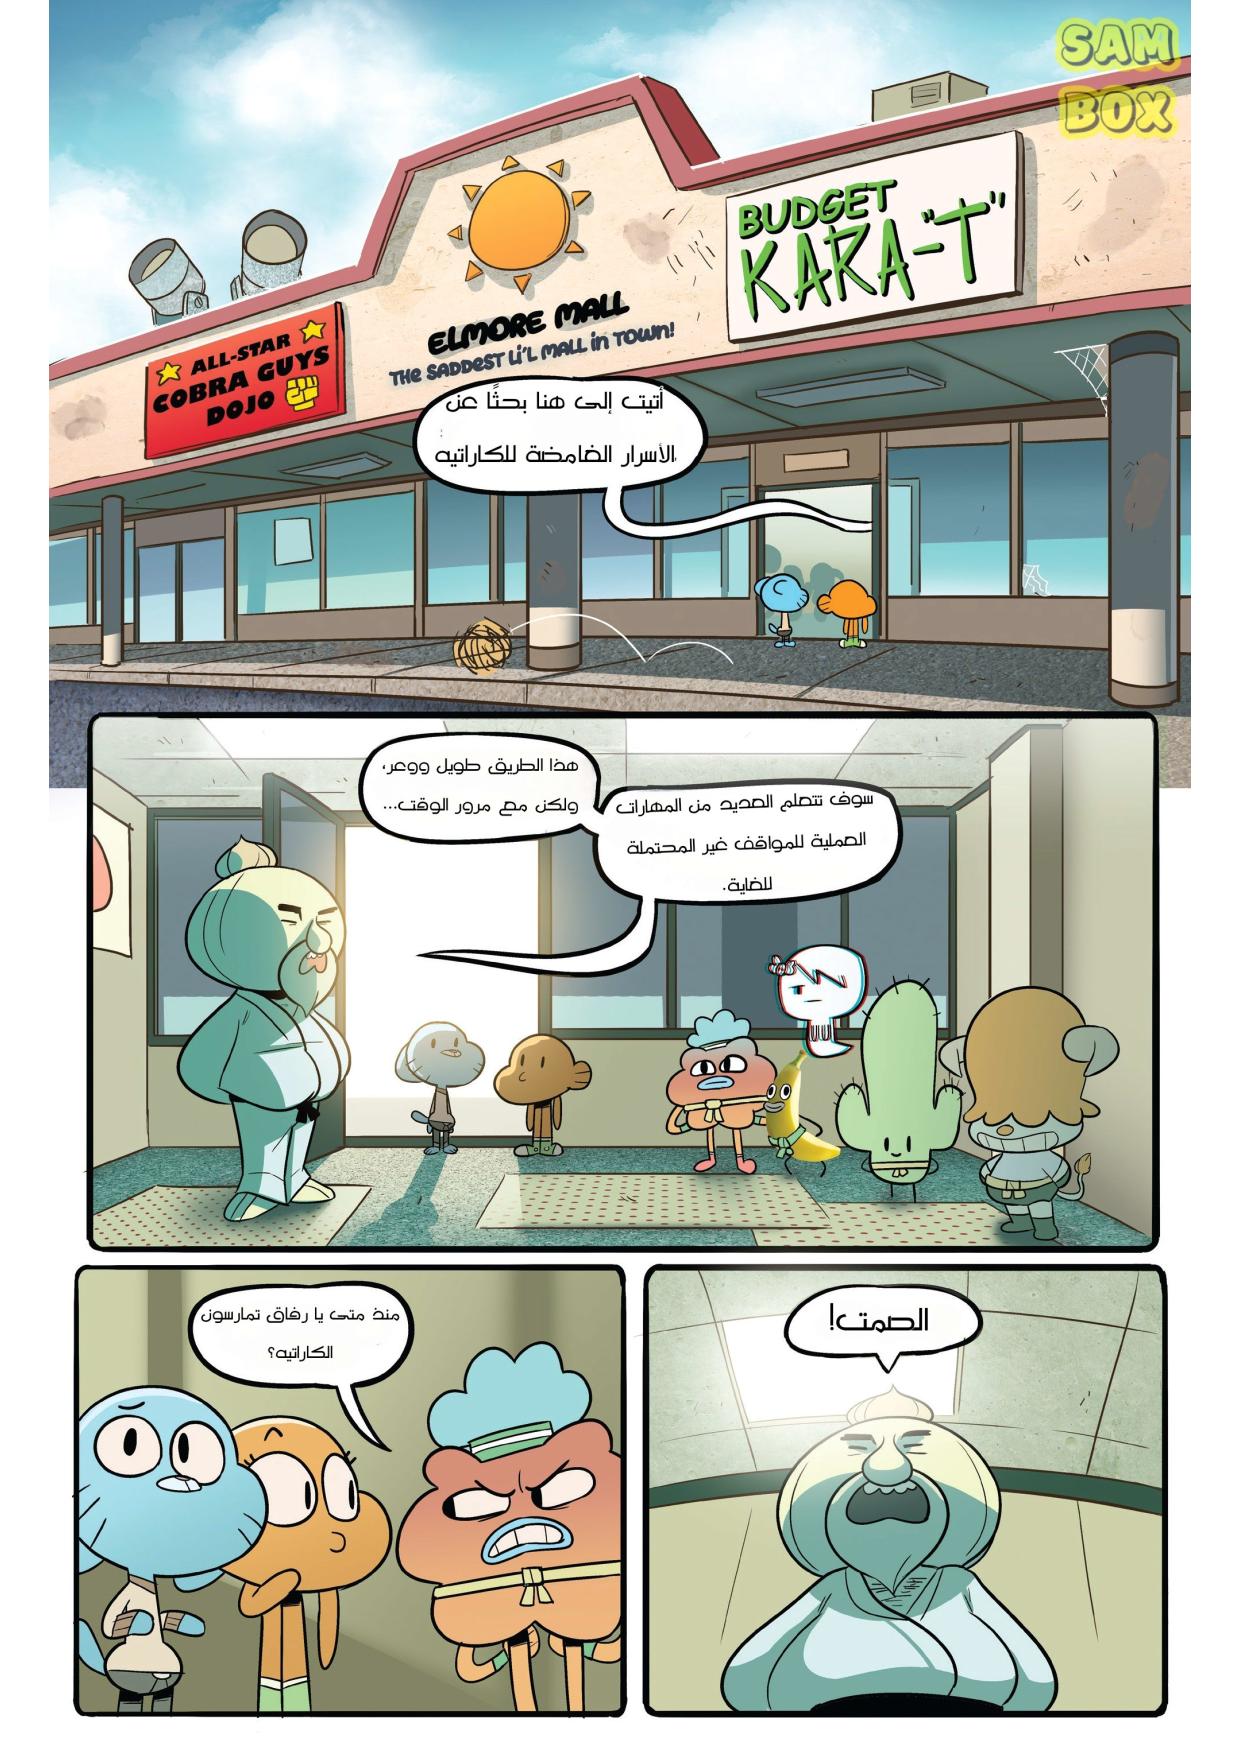 SAM
BOX
BUDGET
KARA-"T"
ELMORE MALL
THE SADDEST LI'L MALL IN TOWN!
ALL-STAR
COBRA GUYS
DOJO
أتيت إلى هنا بحثًا عن
الأسرار الغامضة للكاراتيه
هذا الطريق طويل ووعر،
ولكن مع مرور الوقت...
سوف تتعلم العديد من المهارات
العملية للمواقف غير المحتملة
للغاية.
منذ متى يا رفاق تمارسون
الكاراتيه؟
الصمت!